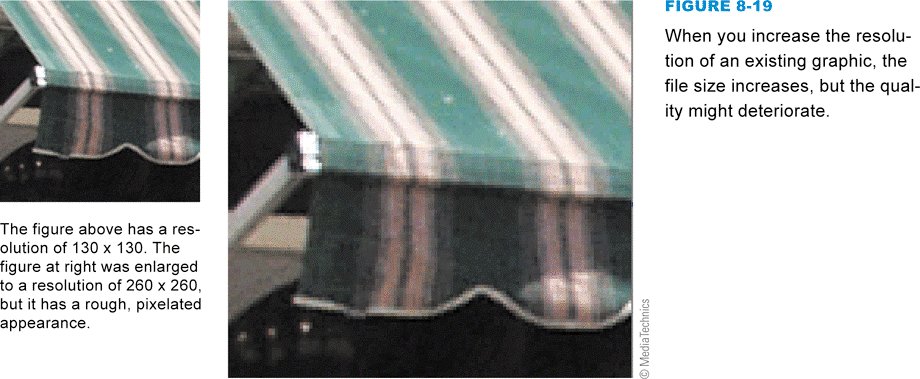 The figure above has a res-
olution of 130 x 130. The
figure at right was enlarged
to a resolution of 260 x 260,
but it has a rough, pixelated
appearance.
© MediaTechnics
FIGURE 8-19
When you increase the resolu-
tion of an existing graphic, the
file size increases, but the qual-
ity might deteriorate.